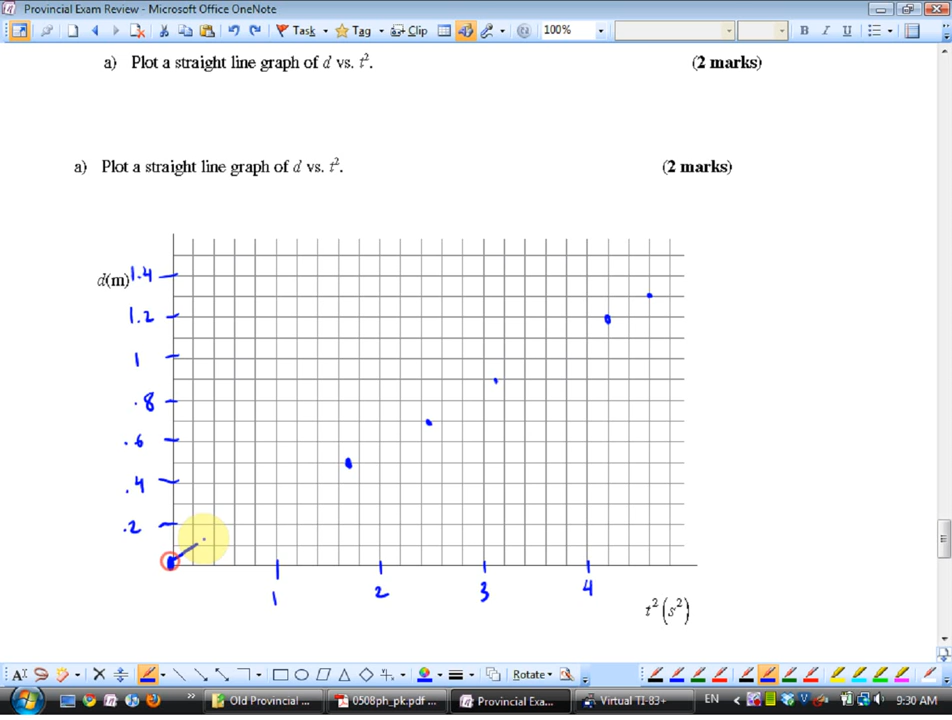 Provincial Exam Review - Microsoft Office OneNote
Task Tag Clip 100% B I U
a) Plot a straight line graph of d vs. t². (2 marks)
a) Plot a straight line graph of d vs. t². (2 marks)
d(m) 1.4
1.2
1
.8
.6
.4
.2
1 2 3 4
t² (s²)
Rotate
Old Provincial ... 0508ph_pk.pdf ... Provincial Exa... Virtual TI-83+ EN 9:30 AM